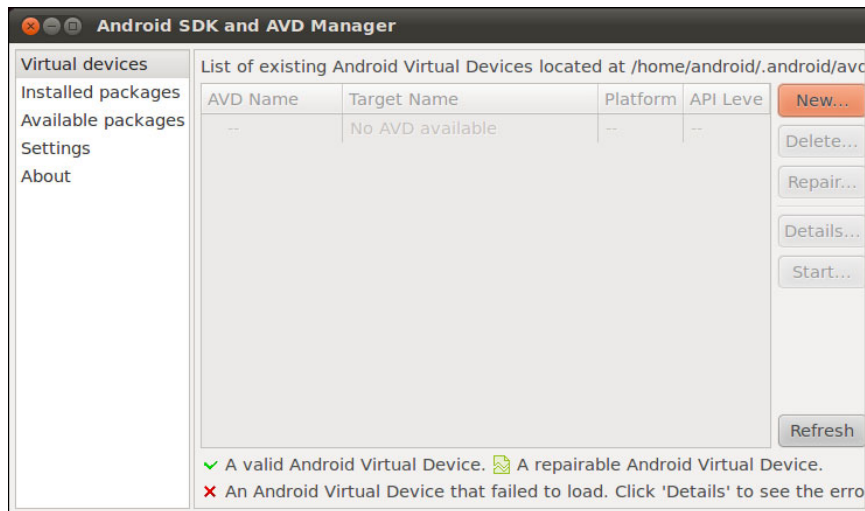 Android SDK and AVD Manager
Virtual devices
Installed packages
Available packages
Settings
About
List of existing Android Virtual Devices located at /home/android/.android/avd
AVD Name Target Name Platform API Leve
-- No AVD available -- --
New...
Delete...
Repair...
Details...
Start...
Refresh
A valid Android Virtual Device. A repairable Android Virtual Device.
An Android Virtual Device that failed to load. Click 'Details' to see the erro